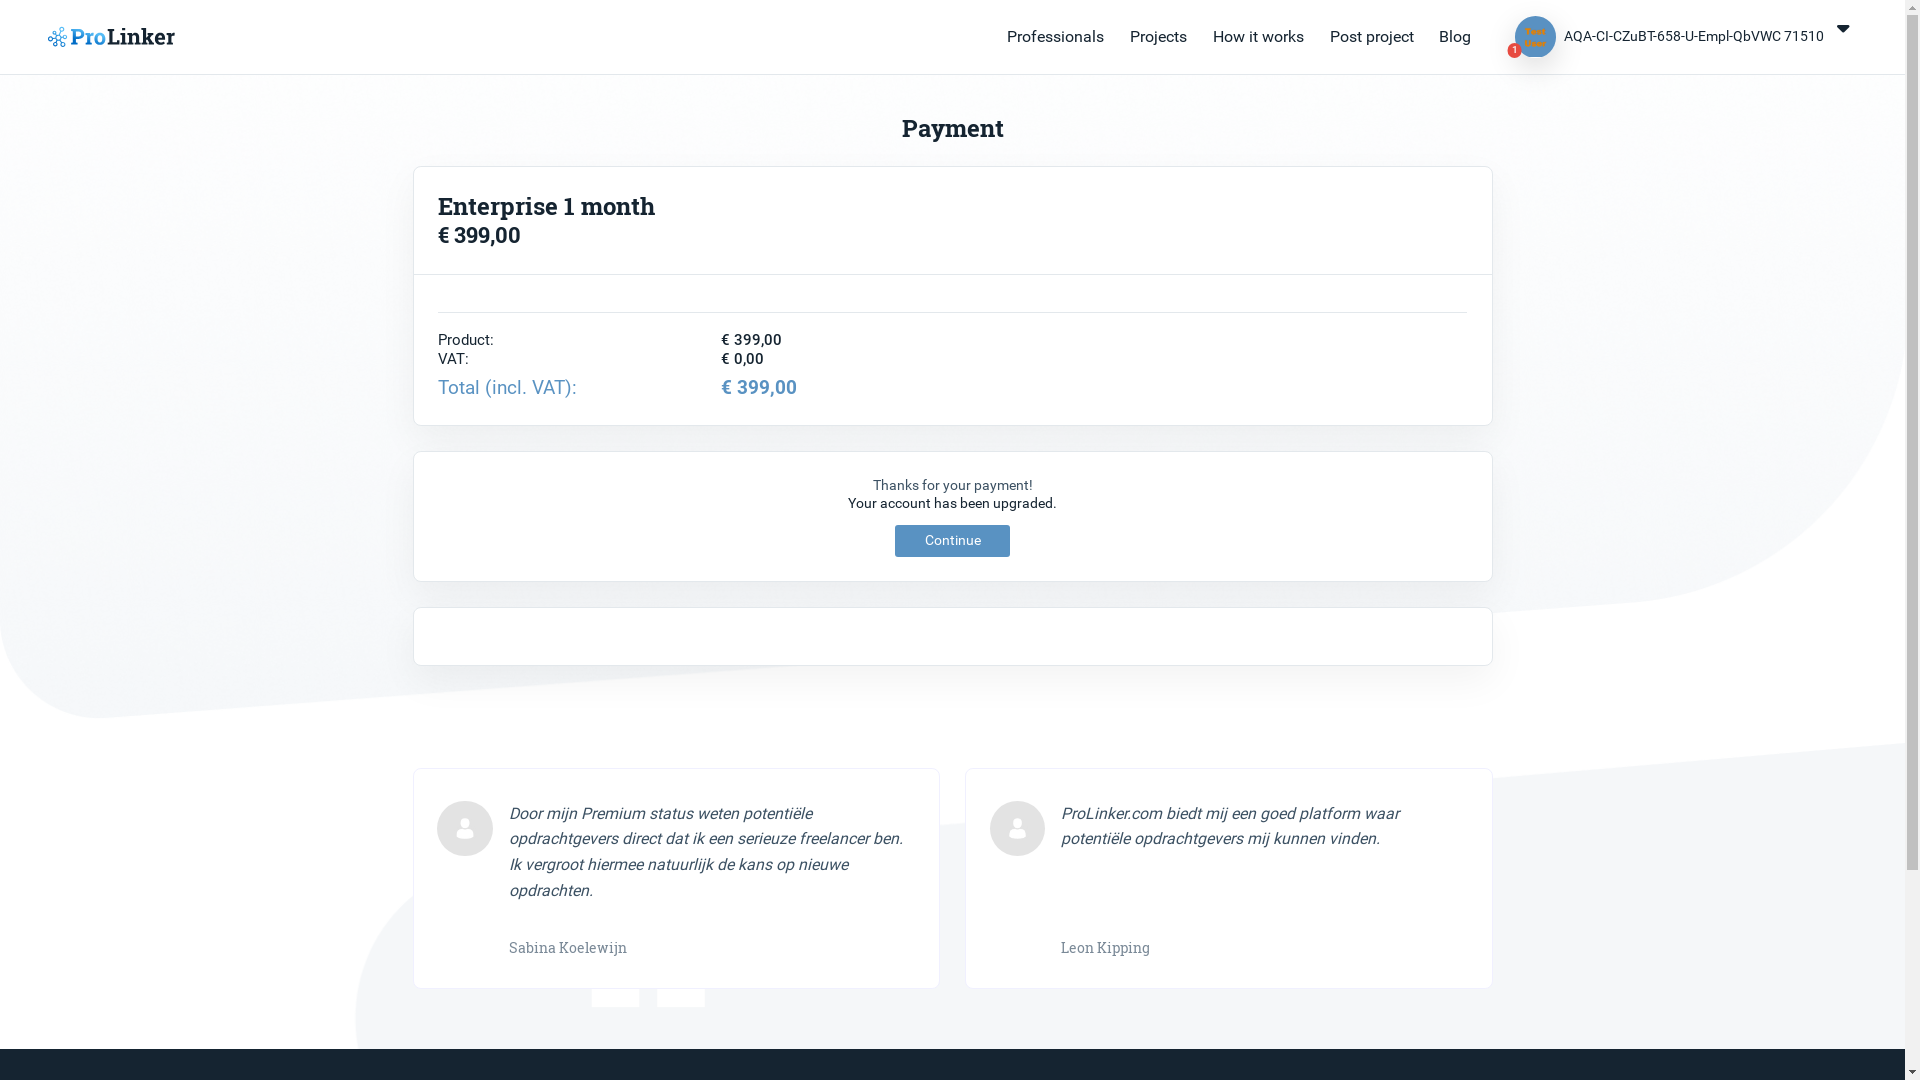 ProLinker
Professionals
Projects
How it works
Post project
Blog
1
AQA-CI-CZuBT-658-U-Empl-QbVWC 71510
Payment
Enterprise 1 month
€ 399,00
Product: € 399,00
VAT: € 0,00
Total (incl. VAT): € 399,00
Thanks for your payment!
Your account has been upgraded.
Continue
Door mijn Premium status weten potentiële
opdrachtgevers direct dat ik een serieuze freelancer ben.
Ik vergroot hiermee natuurlijk de kans op nieuwe
opdrachten.
Sabina Koelewijn
ProLinker.com biedt mij een goed platform waar
potentiële opdrachtgevers mij kunnen vinden.
Leon Kipping